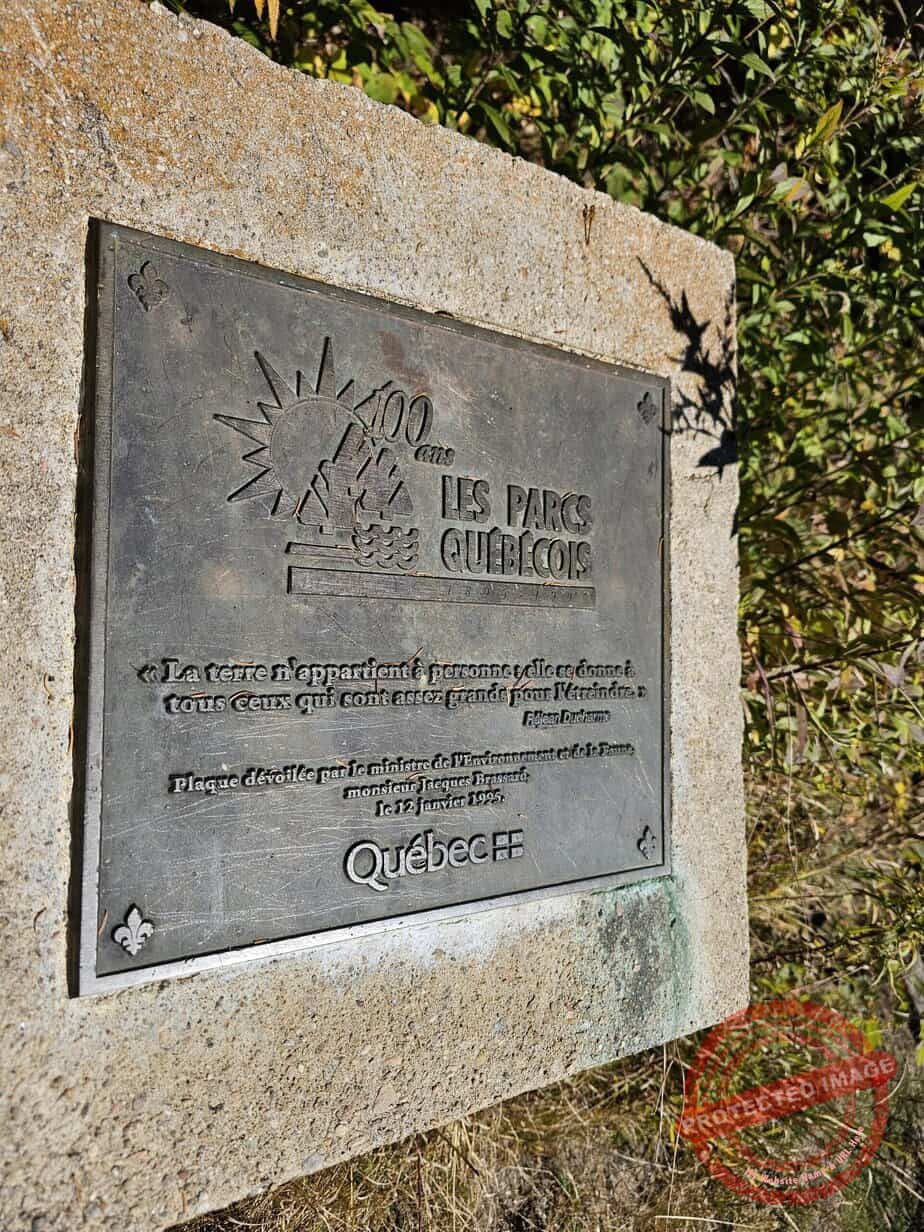 100
ans
LES PARCS
QUÉBÉCOIS
« La terre n'appartient à personne ; elle se donne à
tous ceux qui sont assez grands pour l'étreindre. »
Réjean Ducharme
Plaque dévoilée par le ministre de l'Environnement et de la Faune,
monsieur Jacques Brassard,
le 12 janvier 1995.
Québec
PROTECTED IMAGE